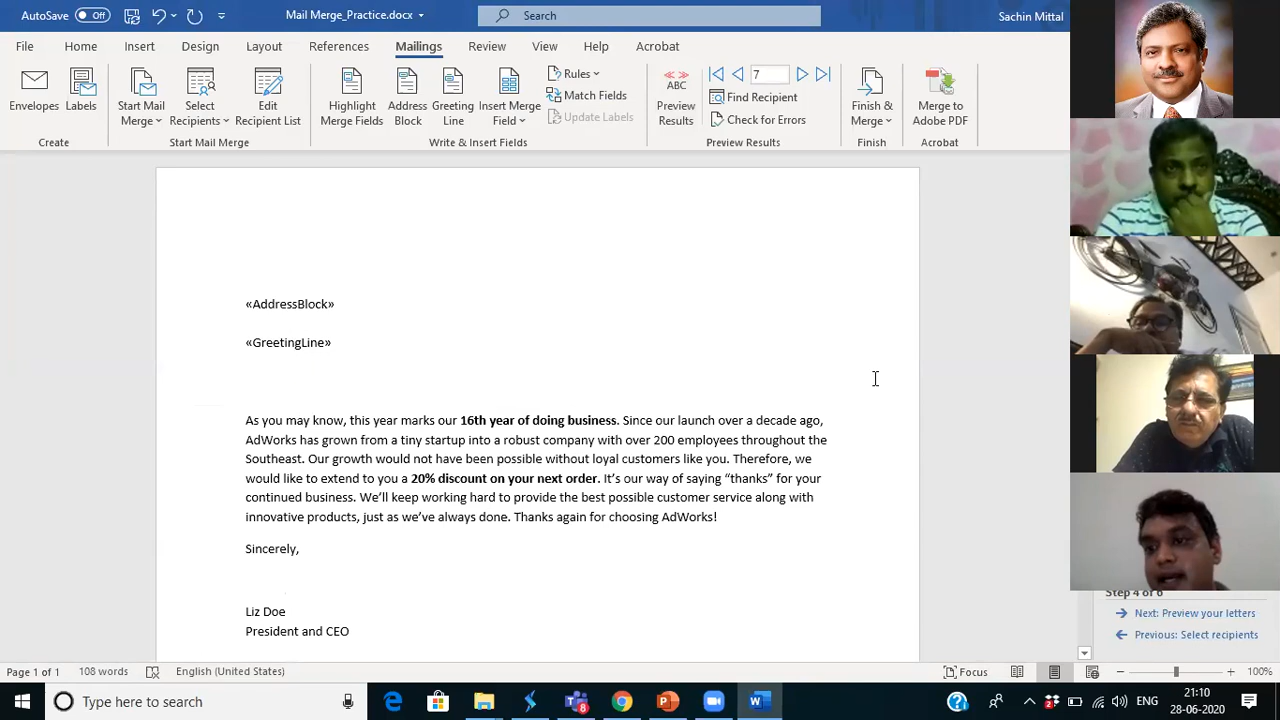 AutoSave Off
Mail Merge_Practice.docx
Search
Sachin Mittal
File Home Insert Design Layout References Mailings Review View Help Acrobat
Envelopes
Labels
Start Mail Merge
Select Recipients
Edit Recipient List
Highlight Merge Fields
Address Block
Greeting Line
Insert Merge Field
Rules
Match Fields
Update Labels
ABC
Preview Results
7
Find Recipient
Check for Errors
Finish & Merge
Merge to Adobe PDF
Create
Start Mail Merge
Write & Insert Fields
Preview Results
Finish
Acrobat
«AddressBlock»
«GreetingLine»
As you may know, this year marks our 16th year of doing business. Since our launch over a decade ago,
AdWorks has grown from a tiny startup into a robust company with over 200 employees throughout the
Southeast. Our growth would not have been possible without loyal customers like you. Therefore, we
would like to extend to you a 20% discount on your next order. It’s our way of saying “thanks” for your
continued business. We’ll keep working hard to provide the best possible customer service along with
innovative products, just as we’ve always done. Thanks again for choosing AdWorks!
Sincerely,
Liz Doe
President and CEO
Step 4 of 6
Next: Preview your letters
Previous: Select recipients
Page 1 of 1
108 words
English (United States)
Focus
100%
Type here to search
8
2
ENG
21:10
28-06-2020